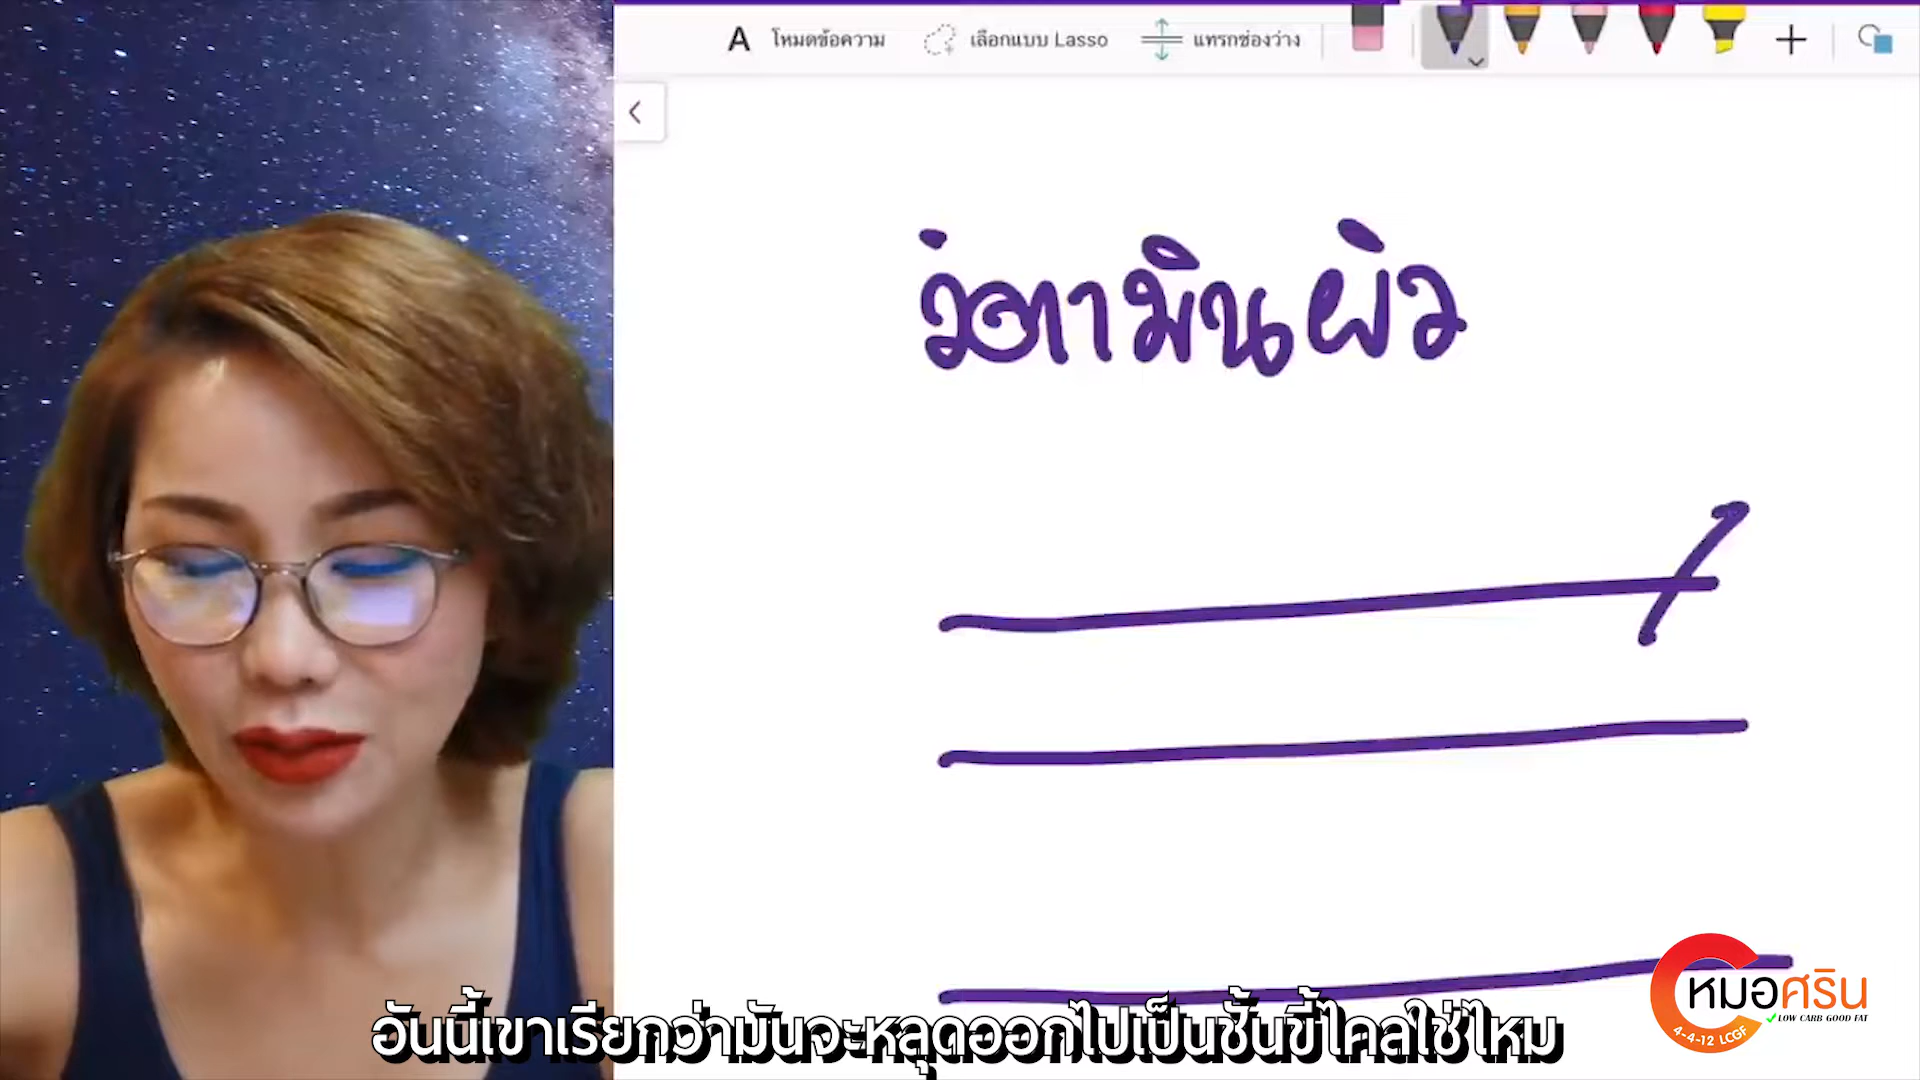 A โหมดข้อความ เลือกแบบ Lasso แทรกช่องว่าง
วิตามินผิว
หมอศริน
LOW CARB GOOD FAT
4-4-12 LCGF
อันนี้เขาเรียกว่ามันจะหลุดออกไปเป็นชั้นขี้ไคลใช่ไหม